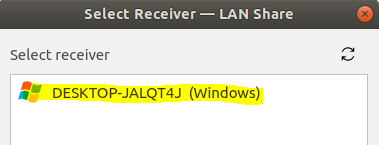 Select Receiver — LAN Share
Select receiver
DESKTOP-JALQT4J (Windows)